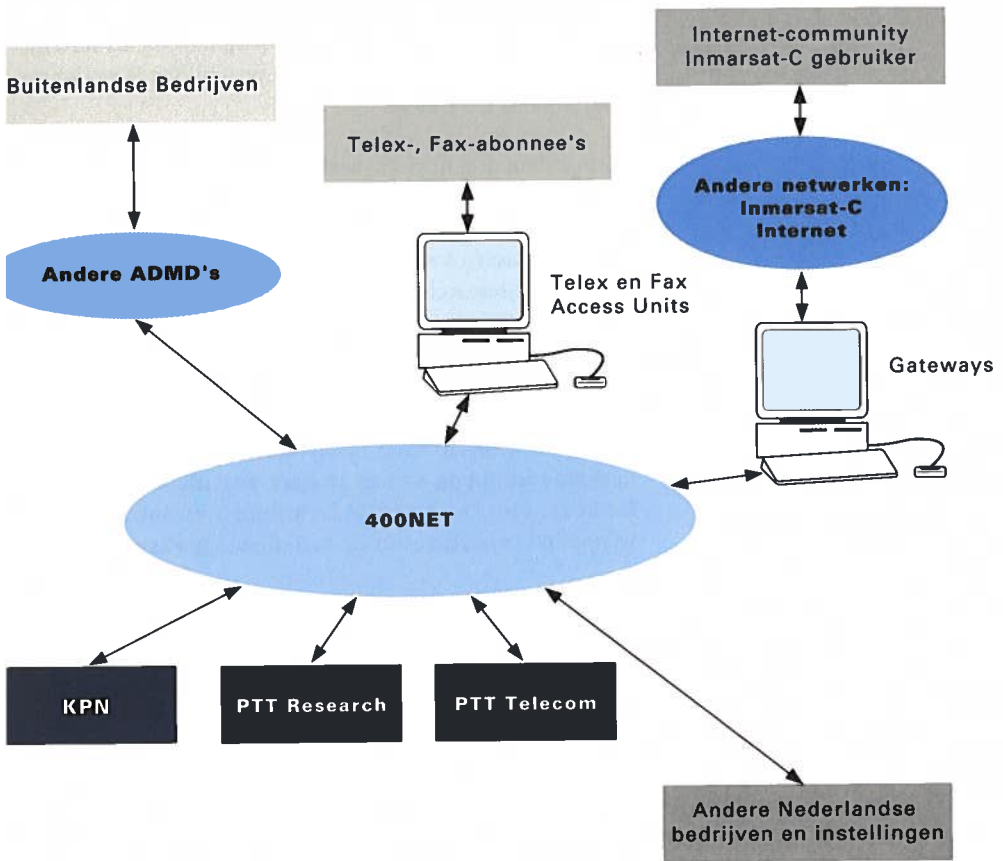 Internet-community
Inmarsat-C gebruiker
Buitenlandse Bedrijven
Telex-, Fax-abonnee's
Andere netwerken:
Inmarsat-C
Internet
Andere ADMD's
Telex en Fax
Access Units
Gateways
400NET
KPN
PTT Research
PTT Telecom
Andere Nederlandse
bedrijven en instellingen